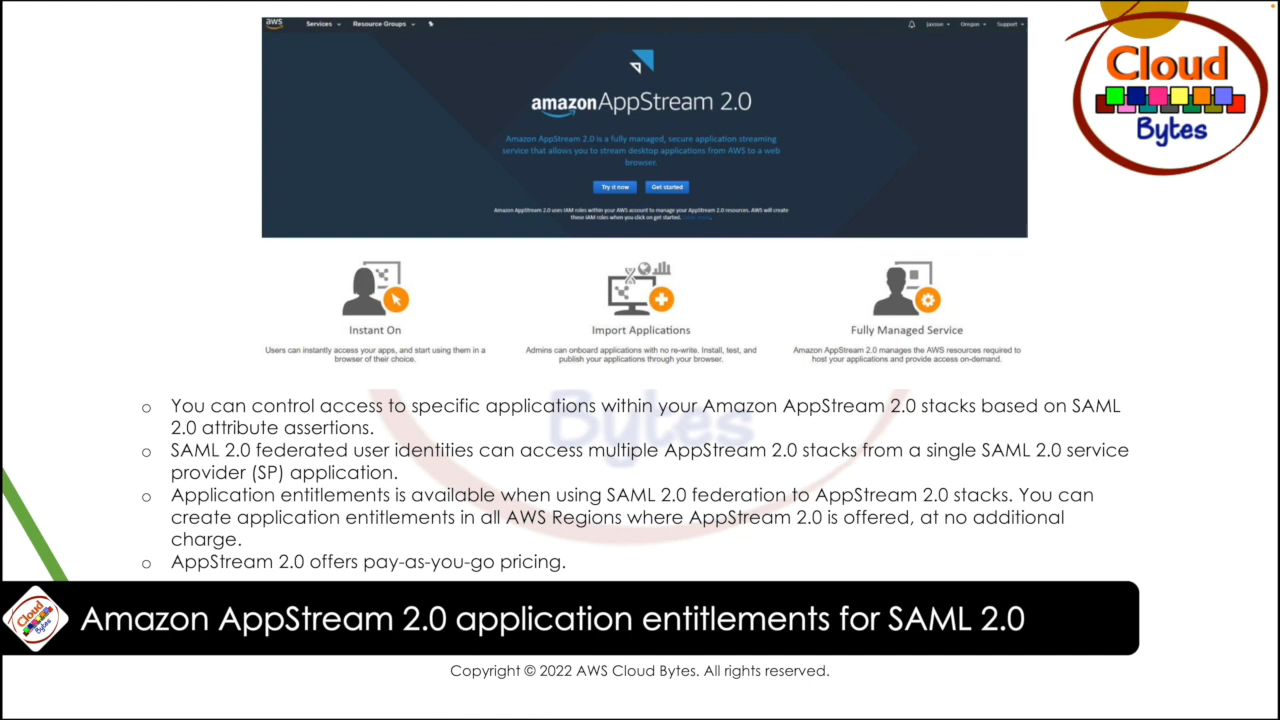 aws
Services
Resource Groups
Oregon
Support
amazon AppStream 2.0
Amazon AppStream 2.0 is a fully managed, secure application streaming
service that allows you to stream desktop applications from AWS to a web
browser.
Try it now
Get started
Amazon AppStream 2.0 uses IAM roles within your AWS account to manage your AppStream 2.0 resources. AWS will create
these IAM roles when you click on get started.
Cloud
Bytes
Instant On
Users can instantly access your apps, and start using them in a
browser of their choice.
Import Applications
Admins can onboard applications with no re-write. Install, test, and
publish your applications through your browser.
Fully Managed Service
Amazon AppStream 2.0 manages the AWS resources required to
host your applications and provide access on-demand.
Bytes
You can control access to specific applications within your Amazon AppStream 2.0 stacks based on SAML
2.0 attribute assertions.
SAML 2.0 federated user identities can access multiple AppStream 2.0 stacks from a single SAML 2.0 service
provider (SP) application.
Application entitlements is available when using SAML 2.0 federation to AppStream 2.0 stacks. You can
create application entitlements in all AWS Regions where AppStream 2.0 is offered, at no additional
charge.
AppStream 2.0 offers pay-as-you-go pricing.
Cloud
Bytes
Amazon AppStream 2.0 application entitlements for SAML 2.0
Copyright © 2022 AWS Cloud Bytes. All rights reserved.